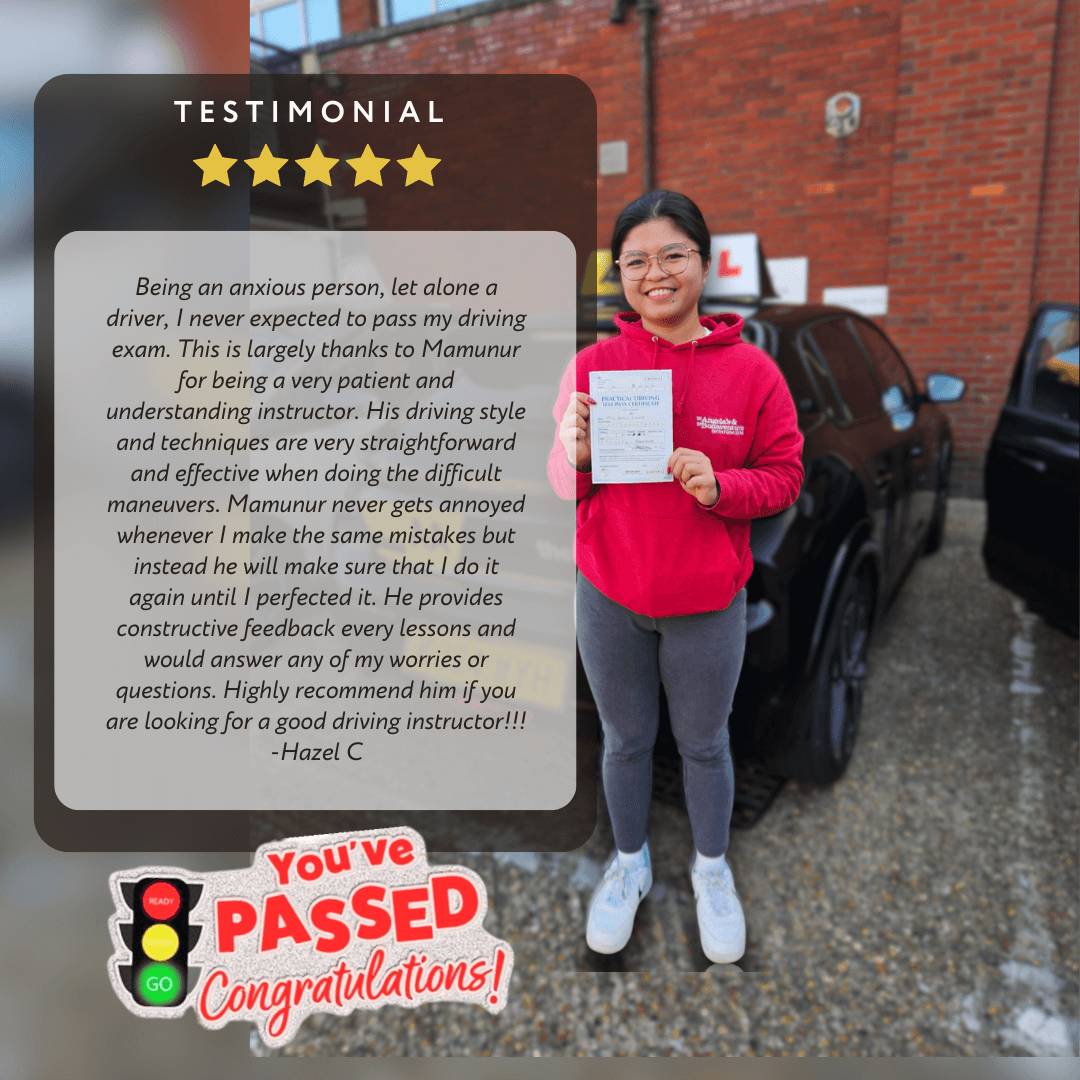 TESTIMONIAL
Being an anxious person, let alone a
driver, I never expected to pass my driving
exam. This is largely thanks to Mamunur
for being a very patient and
understanding instructor. His driving style
and techniques are very straightforward
and effective when doing the difficult
maneuvers. Mamunur never gets annoyed
whenever I make the same mistakes but
instead he will make sure that I do it
again until I perfected it. He provides
constructive feedback every lessons and
would answer any of my worries or
questions. Highly recommend him if you
are looking for a good driving instructor!!!
-Hazel C
L
PRACTICAL DRIVING
TEST PASS CERTIFICATE
St Angela's &
St Bonaventure's
You've
PASSED
Congratulations!
READY
GO